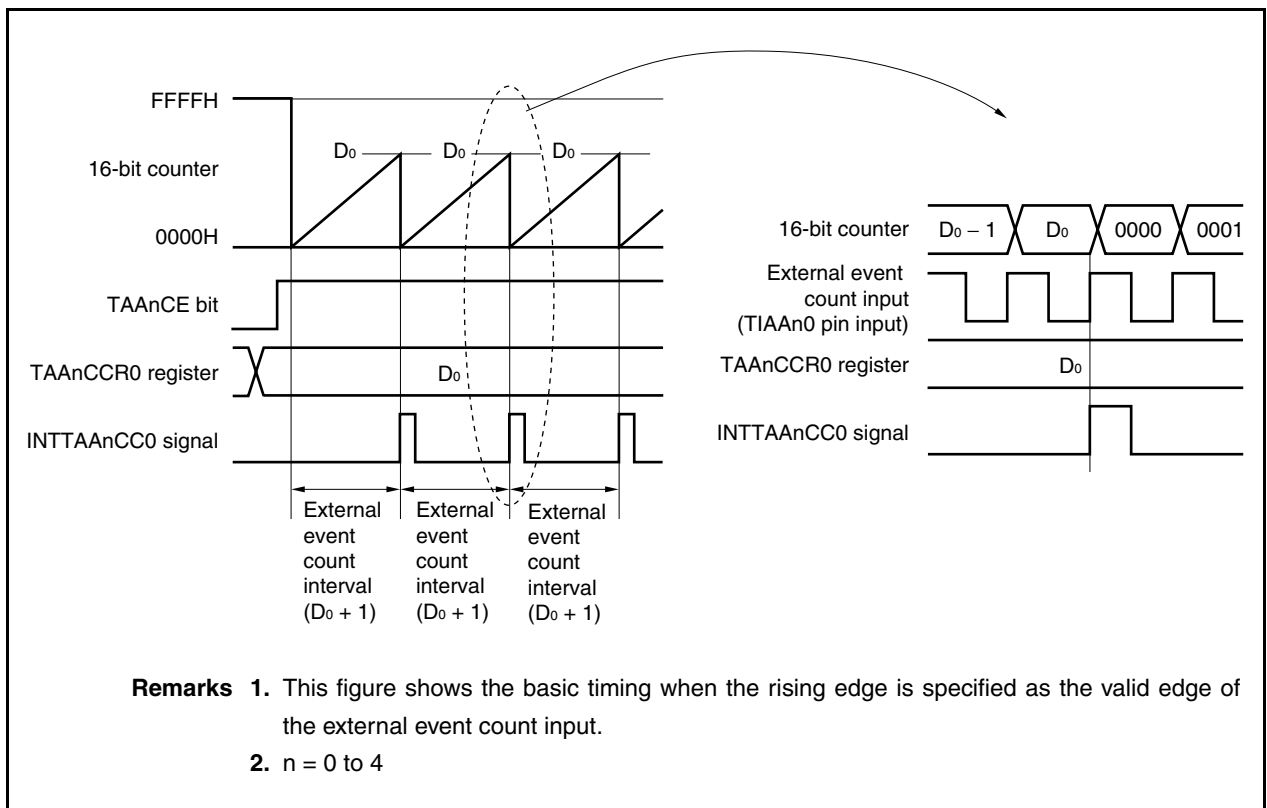 FFFFH
16-bit counter
0000H
D₀
D₀
D₀
TAAnCE bit
TAAnCCR0 register
D₀
INTTAAnCC0 signal
External
event
count
interval
(D₀ + 1)
External
event
count
interval
(D₀ + 1)
External
event
count
interval
(D₀ + 1)
16-bit counter
D₀ − 1
D₀
0000
0001
External event
count input
(TIAAn0 pin input)
TAAnCCR0 register
D₀
INTTAAnCC0 signal
Remarks 1. This figure shows the basic timing when the rising edge is specified as the valid edge of
the external event count input.
2. n = 0 to 4